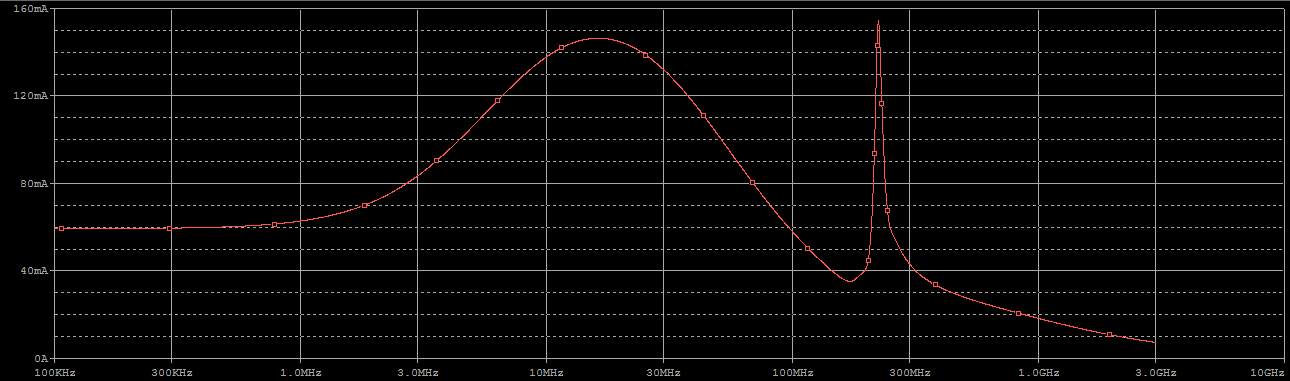 160mA
120mA
80mA
40mA
0A
100KHz 300KHz 1.0MHz 3.0MHz 10MHz 30MHz 100MHz 300MHz 1.0GHz 3.0GHz 10GHz